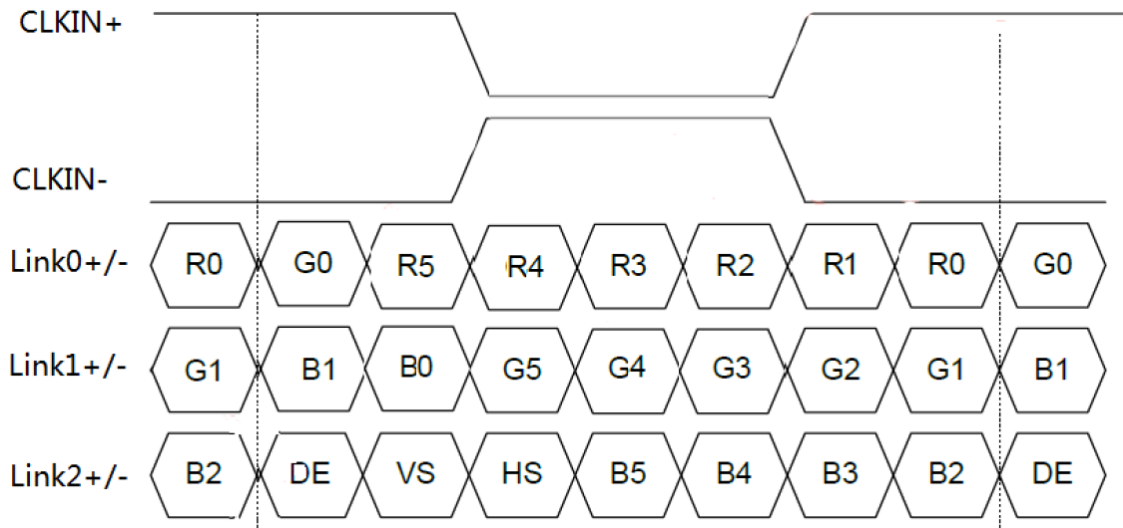 CLKIN+
CLKIN-
Link0+/- R0 G0 R5 R4 R3 R2 R1 R0 G0
Link1+/- G1 B1 B0 G5 G4 G3 G2 G1 B1
Link2+/- B2 DE VS HS B5 B4 B3 B2 DE